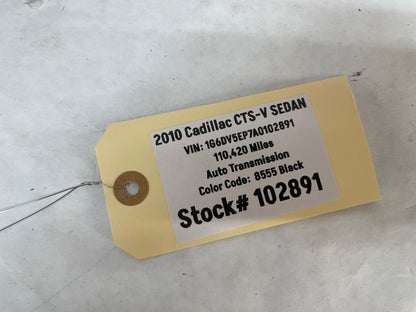 2010 Cadillac CTS-V SEDAN
VIN: 1G6DV5EP7A0102891
110,420 Miles
Auto Transmission
Color Code: 8555 Black
Stock# 102891